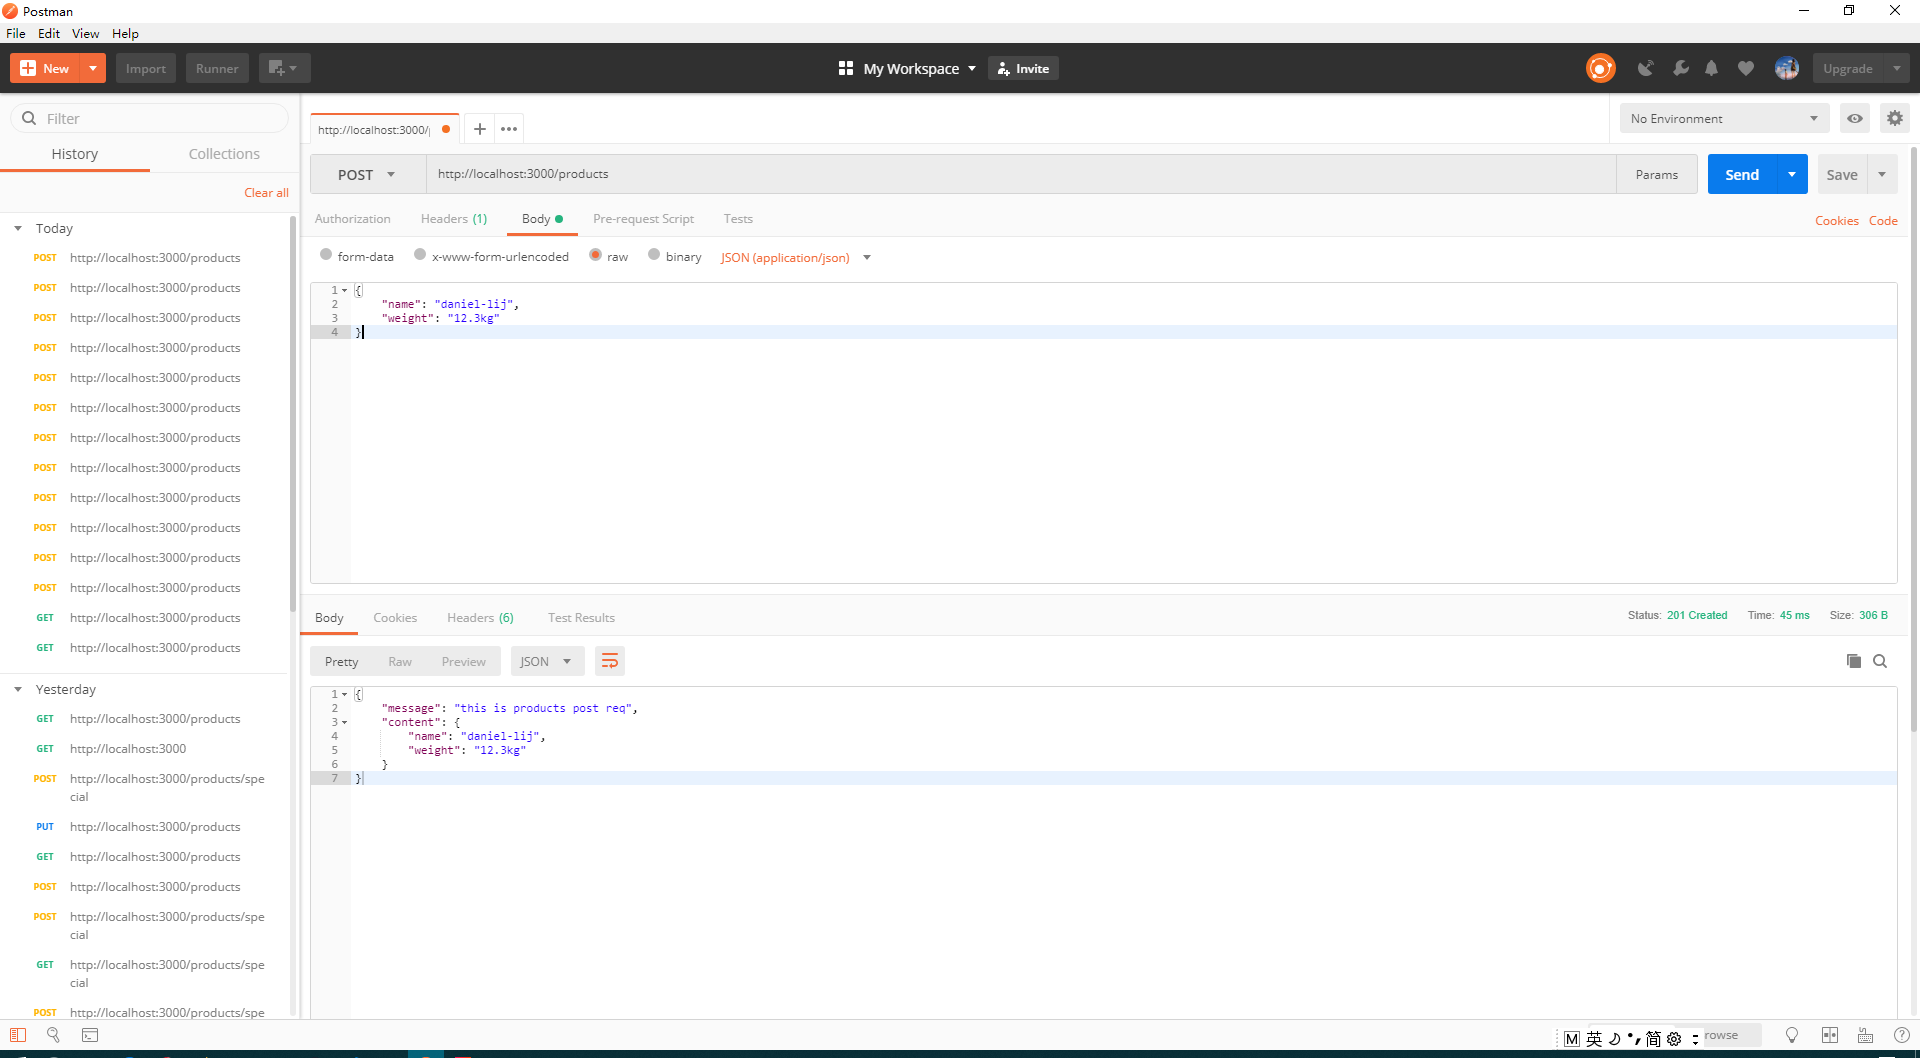 Postman
File Edit View Help
New Import Runner My Workspace Invite Upgrade
Filter
History Collections
Clear all
Today
POST http://localhost:3000/products
POST http://localhost:3000/products
POST http://localhost:3000/products
POST http://localhost:3000/products
POST http://localhost:3000/products
POST http://localhost:3000/products
POST http://localhost:3000/products
POST http://localhost:3000/products
POST http://localhost:3000/products
POST http://localhost:3000/products
POST http://localhost:3000/products
POST http://localhost:3000/products
GET http://localhost:3000/products
GET http://localhost:3000/products
Yesterday
GET http://localhost:3000/products
GET http://localhost:3000
POST http://localhost:3000/products/spe
cial
PUT http://localhost:3000/products
GET http://localhost:3000/products
POST http://localhost:3000/products
POST http://localhost:3000/products/spe
cial
GET http://localhost:3000/products/spe
cial
POST http://localhost:3000/products/spe
http://localhost:3000/ + ••• No Environment
POST http://localhost:3000/products Params Send Save
Authorization Headers (1) Body Pre-request Script Tests Cookies Code
form-data x-www-form-urlencoded raw binary JSON (application/json)
1 {
2 "name": "daniel-lij",
3 "weight": "12.3kg"
4 }
Body Cookies Headers (6) Test Results Status: 201 Created Time: 45 ms Size: 306 B
Pretty Raw Preview JSON
1 {
2 "message": "this is products post req",
3 "content": {
4 "name": "daniel-lij",
5 "weight": "12.3kg"
6 }
7 }
M 英 简 rowse